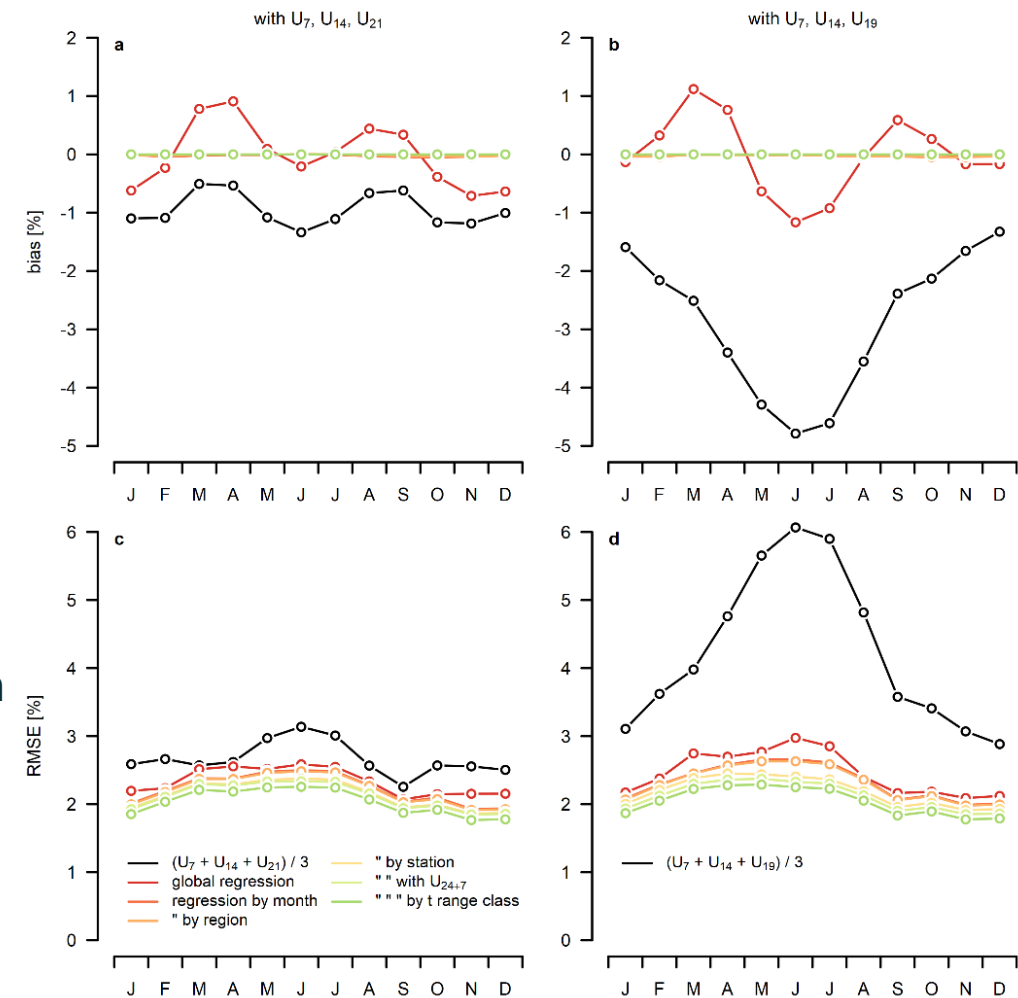 with U₇, U₁₄, U₂₁
with U₇, U₁₄, U₁₉
a
2
1
0
-1
-2
-3
-4
-5
bias [%]
J F M A M J J A S O N D
b
2
1
0
-1
-2
-3
-4
-5
J F M A M J J A S O N D
c
6
5
4
3
2
1
0
RMSE [%]
(U₇ + U₁₄ + U₂₁) / 3
global regression
regression by month
" by region
" by station
" " with U₂₄₊₇
" " " by t range class
J F M A M J J A S O N D
d
6
5
4
3
2
1
0
(U₇ + U₁₄ + U₁₉) / 3
J F M A M J J A S O N D